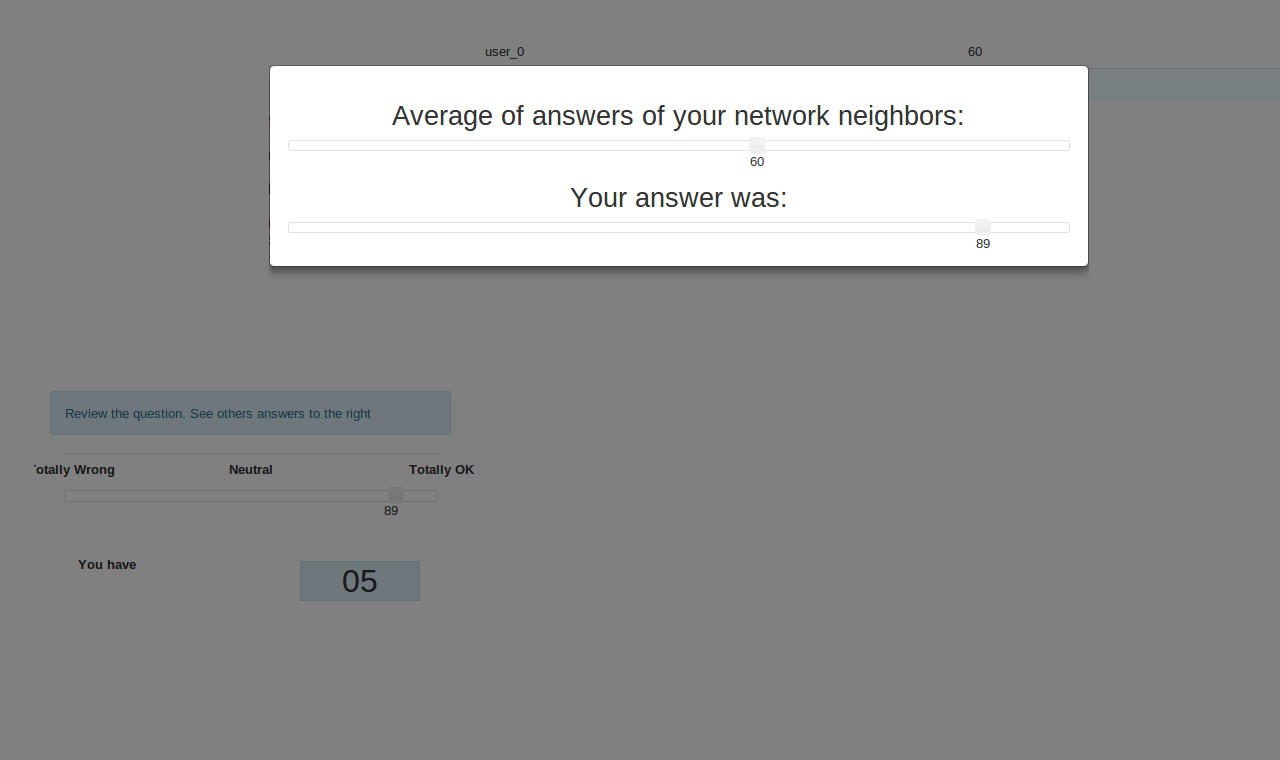 user_0 60
Average of answers of your network neighbors:
60
Your answer was:
89
Review the question. See others answers to the right
Totally Wrong Neutral Totally OK
89
You have 05